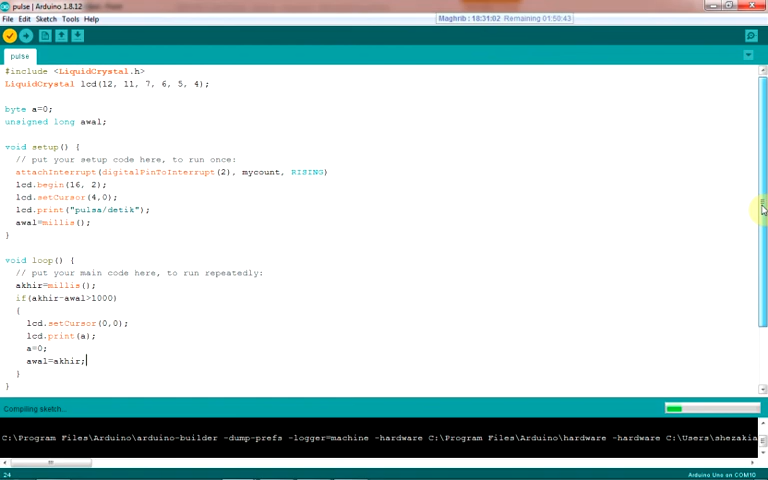 pulse | Arduino 1.8.12
File Edit Sketch Tools Help
Maghrib : 18:31:02 Remaining 01:50:43
pulse
#include <LiquidCrystal.h>
LiquidCrystal lcd(12, 11, 7, 6, 5, 4);
byte a=0;
unsigned long awal;
void setup() {
// put your setup code here, to run once:
attachInterrupt(digitalPinToInterrupt(2), mycount, RISING)
lcd.begin(16, 2);
lcd.setCursor(4,0);
lcd.print("pulsa/detik");
awal=millis();
}
void loop() {
// put your main code here, to run repeatedly:
akhir=millis();
if(akhir-awal>1000)
{
lcd.setCursor(0,0);
lcd.print(a);
a=0;
awal=akhir;
}
}
Compiling sketch..
C:\Program Files\Arduino\arduino-builder -dump-prefs -logger=machine -hardware C:\Program Files\Arduino\hardware -hardware C:\Users\shezakia
24
Arduino Uno on COM10